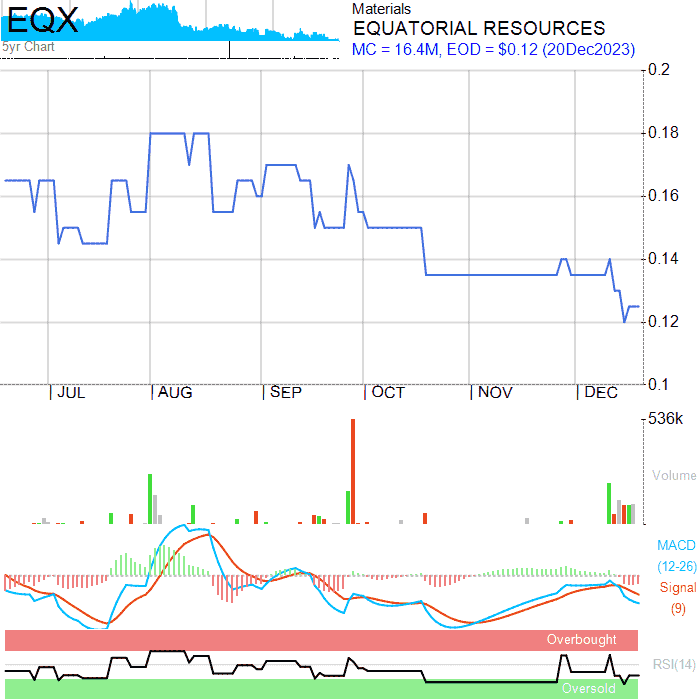 EQX
5yr Chart
Materials
EQUATORIAL RESOURCES
MC = 16.4M, EOD = $0.12 (20Dec2023)
0.2
0.18
0.16
0.14
0.12
0.1
JUL AUG SEP OCT NOV DEC
536k
Volume
MACD
(12-26)
Signal
(9)
Overbought
RSI(14)
Oversold